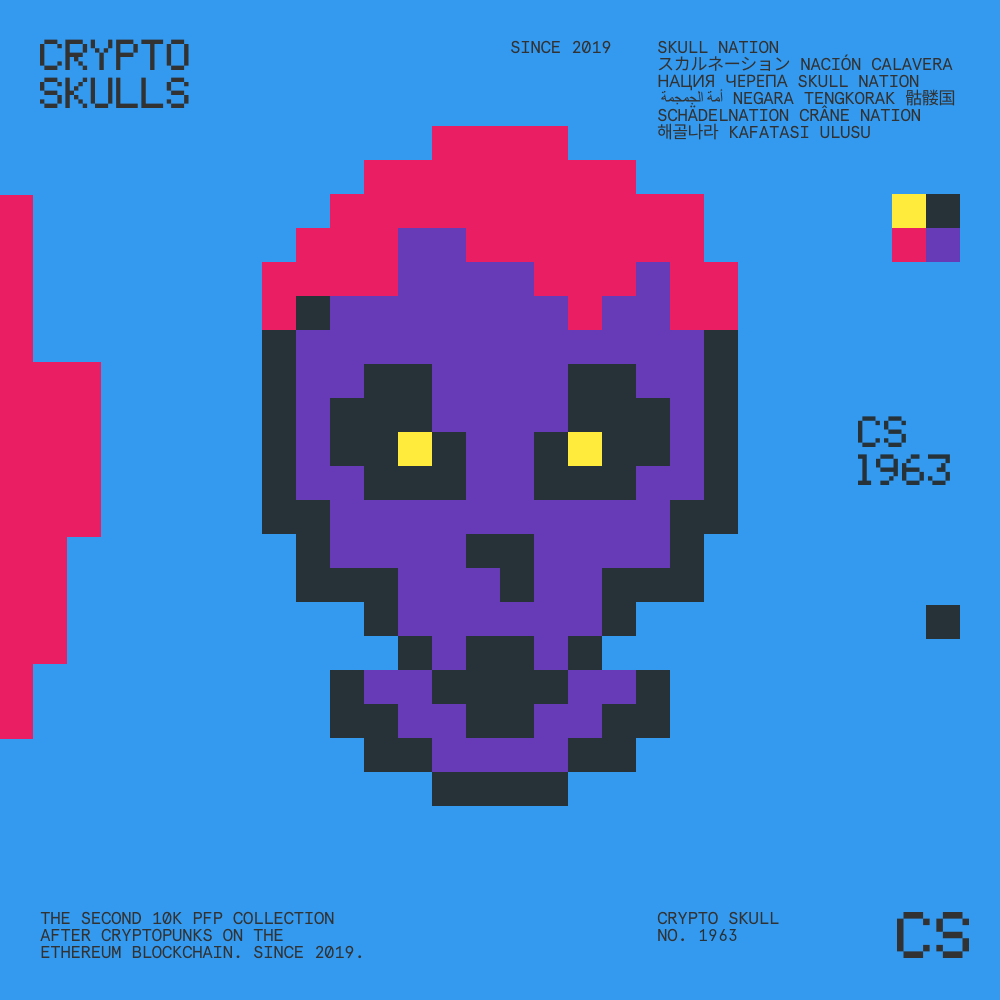 CRYPTO
SKULLS
SINCE 2019
SKULL NATION
スカルネーション NACIÓN CALAVERA
НАЦИЯ ЧЕРЕПА SKULL NATION
أمة الجمجمة NEGARA TENGKORAK 骷髅国
SCHÄDELNATION CRÂNE NATION
해골나라 KAFATASI ULUSU
CS
1963
THE SECOND 10K PFP COLLECTION
AFTER CRYPTOPUNKS ON THE
ETHEREUM BLOCKCHAIN. SINCE 2019.
CRYPTO SKULL
NO. 1963
CS